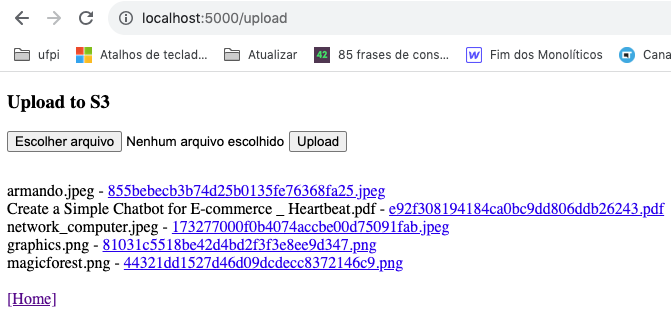 localhost:5000/upload
ufpi Atalhos de teclad... Atualizar 42 85 frases de cons... W Fim dos Monolíticos Cana
Upload to S3
Escolher arquivo Nenhum arquivo escolhido Upload
armando.jpeg - 855bebecb3b74d25b0135fe76368fa25.jpeg
Create a Simple Chatbot for E-commerce _ Heartbeat.pdf - e92f308194184ca0bc9dd806ddb26243.pdf
network_computer.jpeg - 173277000f0b4074accbe00d75091fab.jpeg
graphics.png - 81031c5518be42d4bd2f3f3e8ee9d347.png
magicforest.png - 44321dd1527d46d09dcdecc8372146c9.png
[Home]